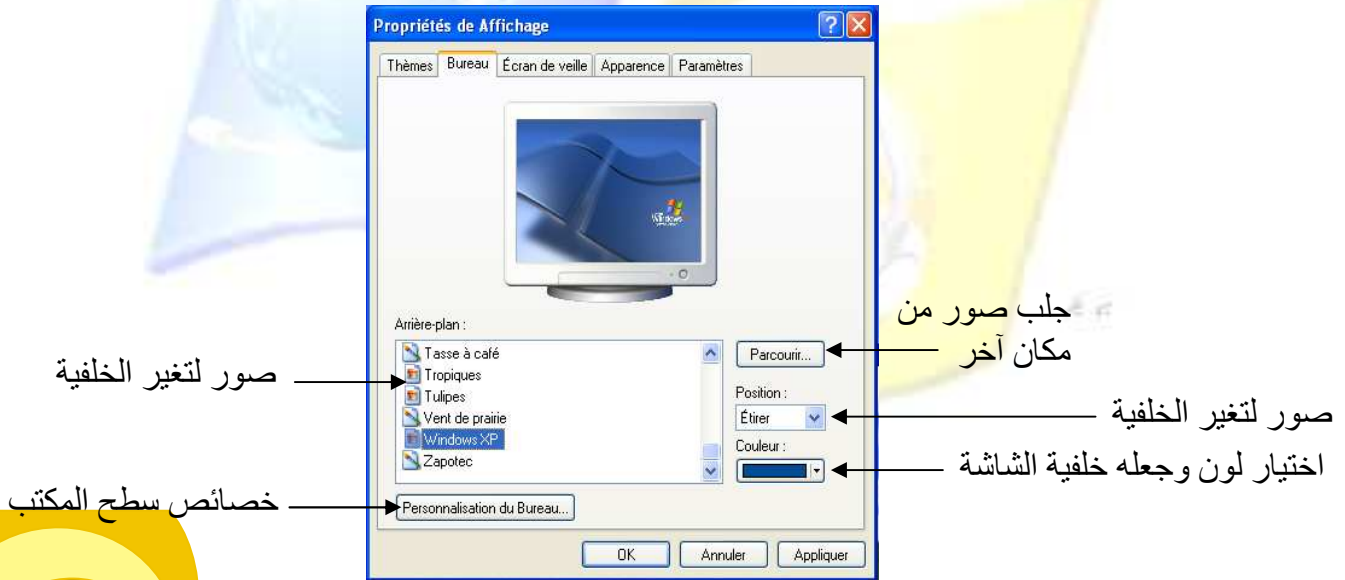 Propriétés de Affichage
Thèmes Bureau Écran de veille Apparence Paramètres
Windows
Arrière-plan :
Tasse à café
Tropiques
Tulipes
Vent de prairie
Windows XP
Zapotec
Parcourir...
Position :
Étirer
Couleur :
Personnalisation du Bureau...
OK Annuler Appliquer
جلب صور من
مكان آخر
صور لتغير الخلفية
صور لتغير الخلفية
اختيار لون وجعله خلفية الشاشة
خصائص سطح المكتب